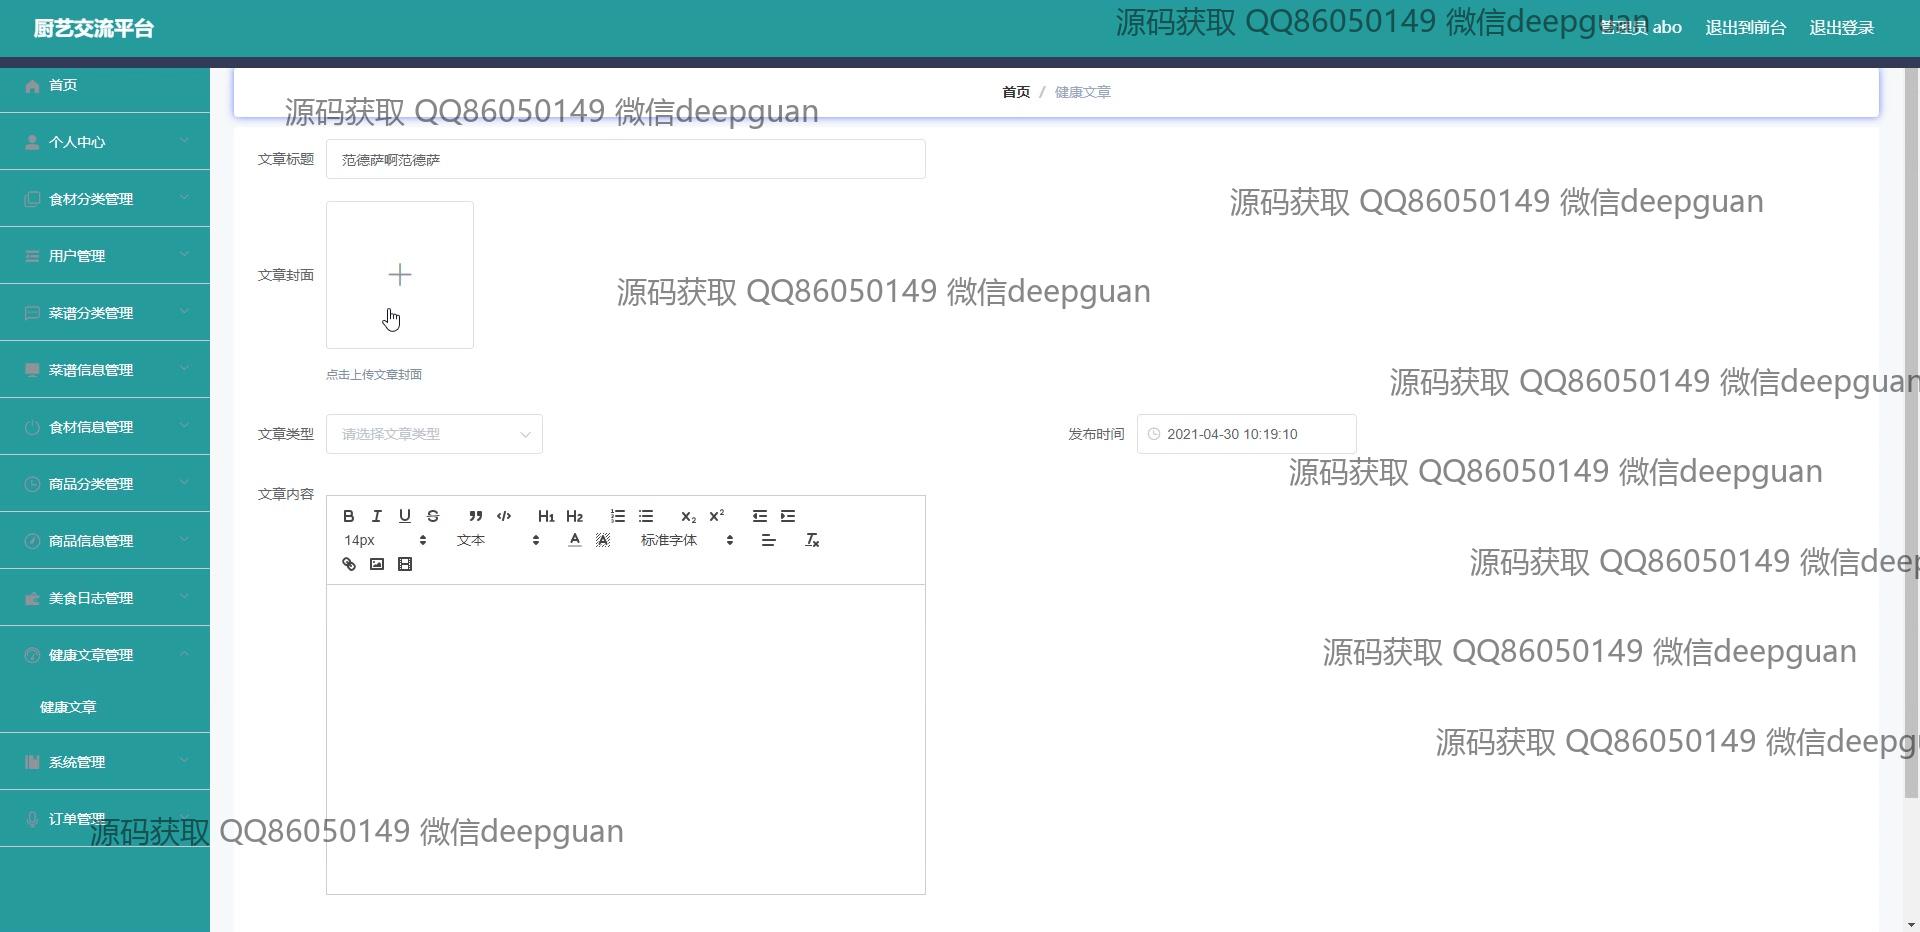 厨艺交流平台
源码获取 QQ86050149 微信deepguan
管理员 abo
退出到前台
退出登录
首页
个人中心
食材分类管理
用户管理
菜谱分类管理
菜谱信息管理
食材信息管理
商品分类管理
商品信息管理
美食日志管理
健康文章管理
健康文章
系统管理
订单管理
首页 / 健康文章
源码获取 QQ86050149 微信deepguan
文章标题
范德萨啊范德萨
源码获取 QQ86050149 微信deepguan
文章封面
源码获取 QQ86050149 微信deepguan
点击上传文章封面
源码获取 QQ86050149 微信deepguan
文章类型
请选择文章类型
发布时间
2021-04-30 10:19:10
源码获取 QQ86050149 微信deepguan
文章内容
B I U S H1 H2 X2 X2
14px 文本 A A 标准字体 Tx
源码获取 QQ86050149 微信deep
源码获取 QQ86050149 微信deepguan
源码获取 QQ86050149 微信deepg
源码获取 QQ86050149 微信deepguan